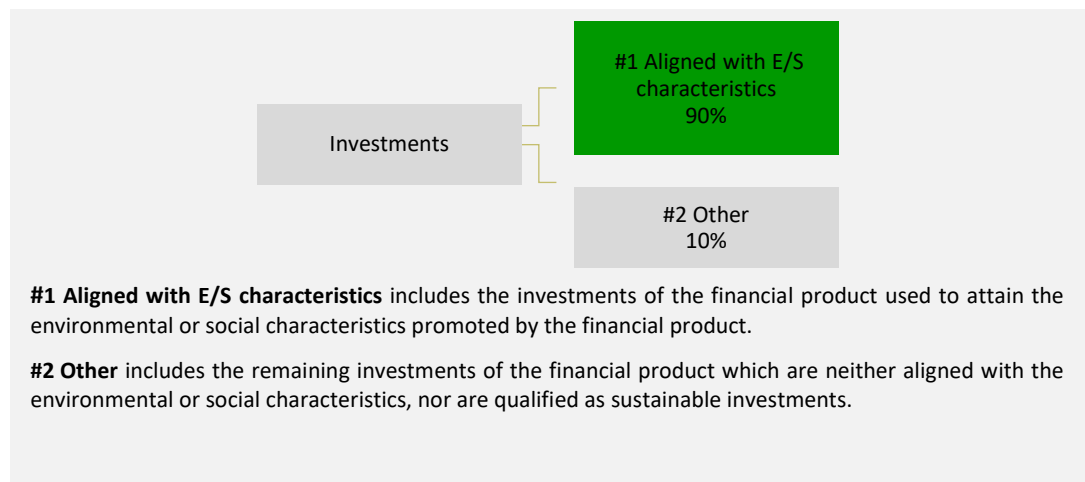 #1 Aligned with E/S
characteristics
90%
Investments
#2 Other
10%
#1 Aligned with E/S characteristics includes the investments of the financial product used to attain the
environmental or social characteristics promoted by the financial product.
#2 Other includes the remaining investments of the financial product which are neither aligned with the
environmental or social characteristics, nor are qualified as sustainable investments.